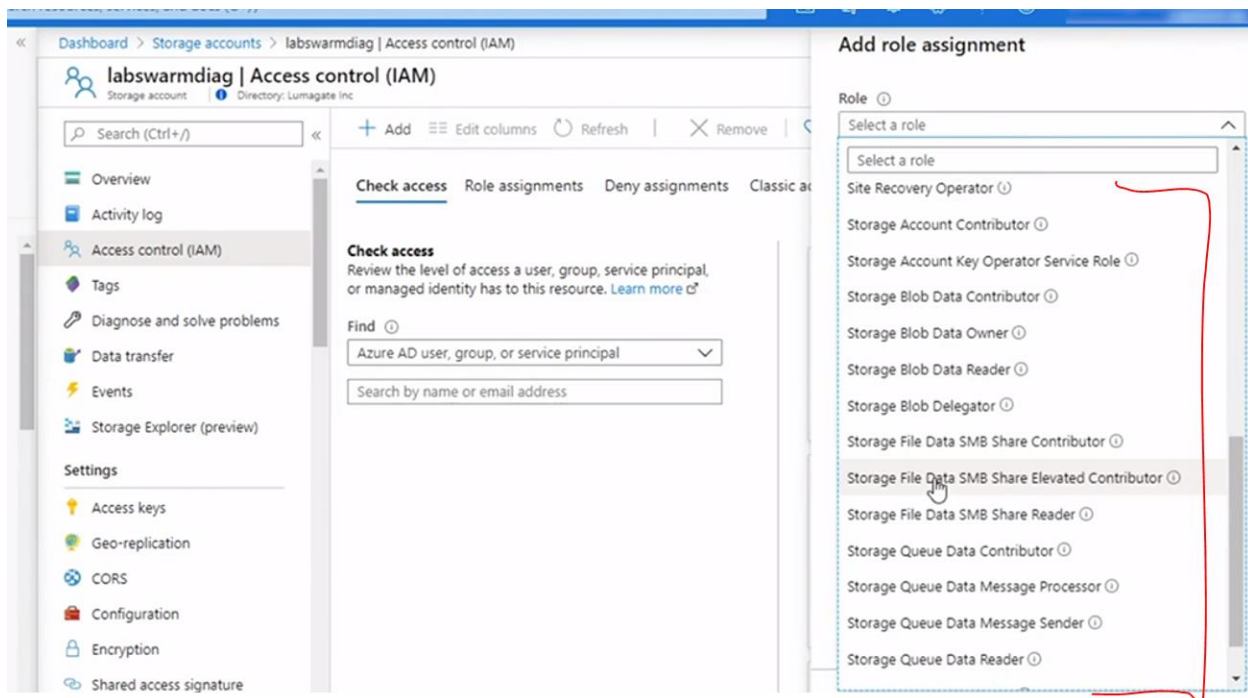 Dashboard > Storage accounts > labswarmdiag | Access control (IAM)
labswarmdiag | Access control (IAM)
Storage account
Directory: Lumagate Inc
Search (Ctrl+/)
Overview
Activity log
Access control (IAM)
Tags
Diagnose and solve problems
Data transfer
Events
Storage Explorer (preview)
Settings
Access keys
Geo-replication
CORS
Configuration
Encryption
Shared access signature
Add
Edit columns
Refresh
Remove
Check access
Role assignments
Deny assignments
Classic
Check access
Review the level of access a user, group, service principal,
or managed identity has to this resource. Learn more
Find
Azure AD user, group, or service principal
Search by name or email address
Add role assignment
Role
Select a role
Select a role
Site Recovery Operator
Storage Account Contributor
Storage Account Key Operator Service Role
Storage Blob Data Contributor
Storage Blob Data Owner
Storage Blob Data Reader
Storage Blob Delegator
Storage File Data SMB Share Contributor
Storage File Data SMB Share Elevated Contributor
Storage File Data SMB Share Reader
Storage Queue Data Contributor
Storage Queue Data Message Processor
Storage Queue Data Message Sender
Storage Queue Data Reader